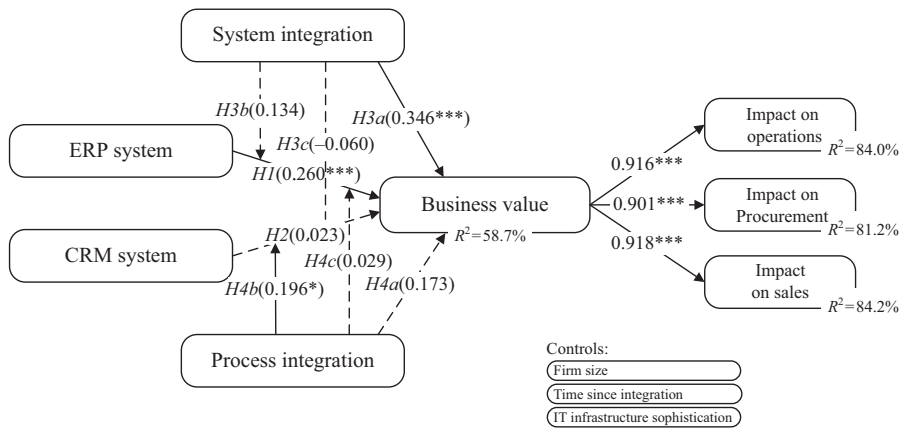 System integration
H3b(0.134)
H3a(0.346***)
Impact on
operations
R²=84.0%
ERP system
H3c(–0.060)
0.916***
H1(0.260***)
Business value
R²=58.7%
0.901***
Impact on
Procurement
R²=81.2%
CRM system
H2(0.023)
0.918***
H4c(0.029)
H4a(0.173)
H4b(0.196*)
Impact
on sales
R²=84.2%
Process integration
Controls:
Firm size
Time since integration
IT infrastructure sophistication